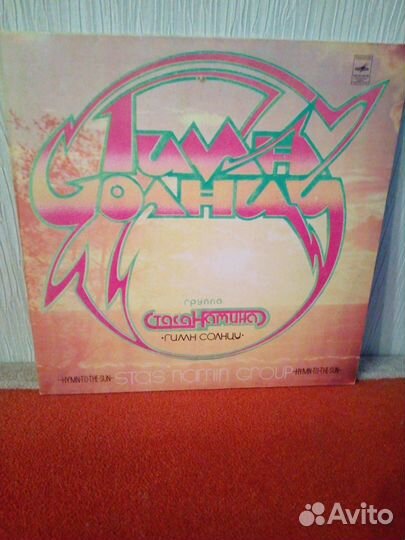 Гимн
Солнцу
группа
Стаса Намина
•ГИМН СОЛНЦУ•
-HYMN-TO-THE-SUN-
STAS NAMIN GROUP
-HYMN-TO-THE-SUN-
Avito